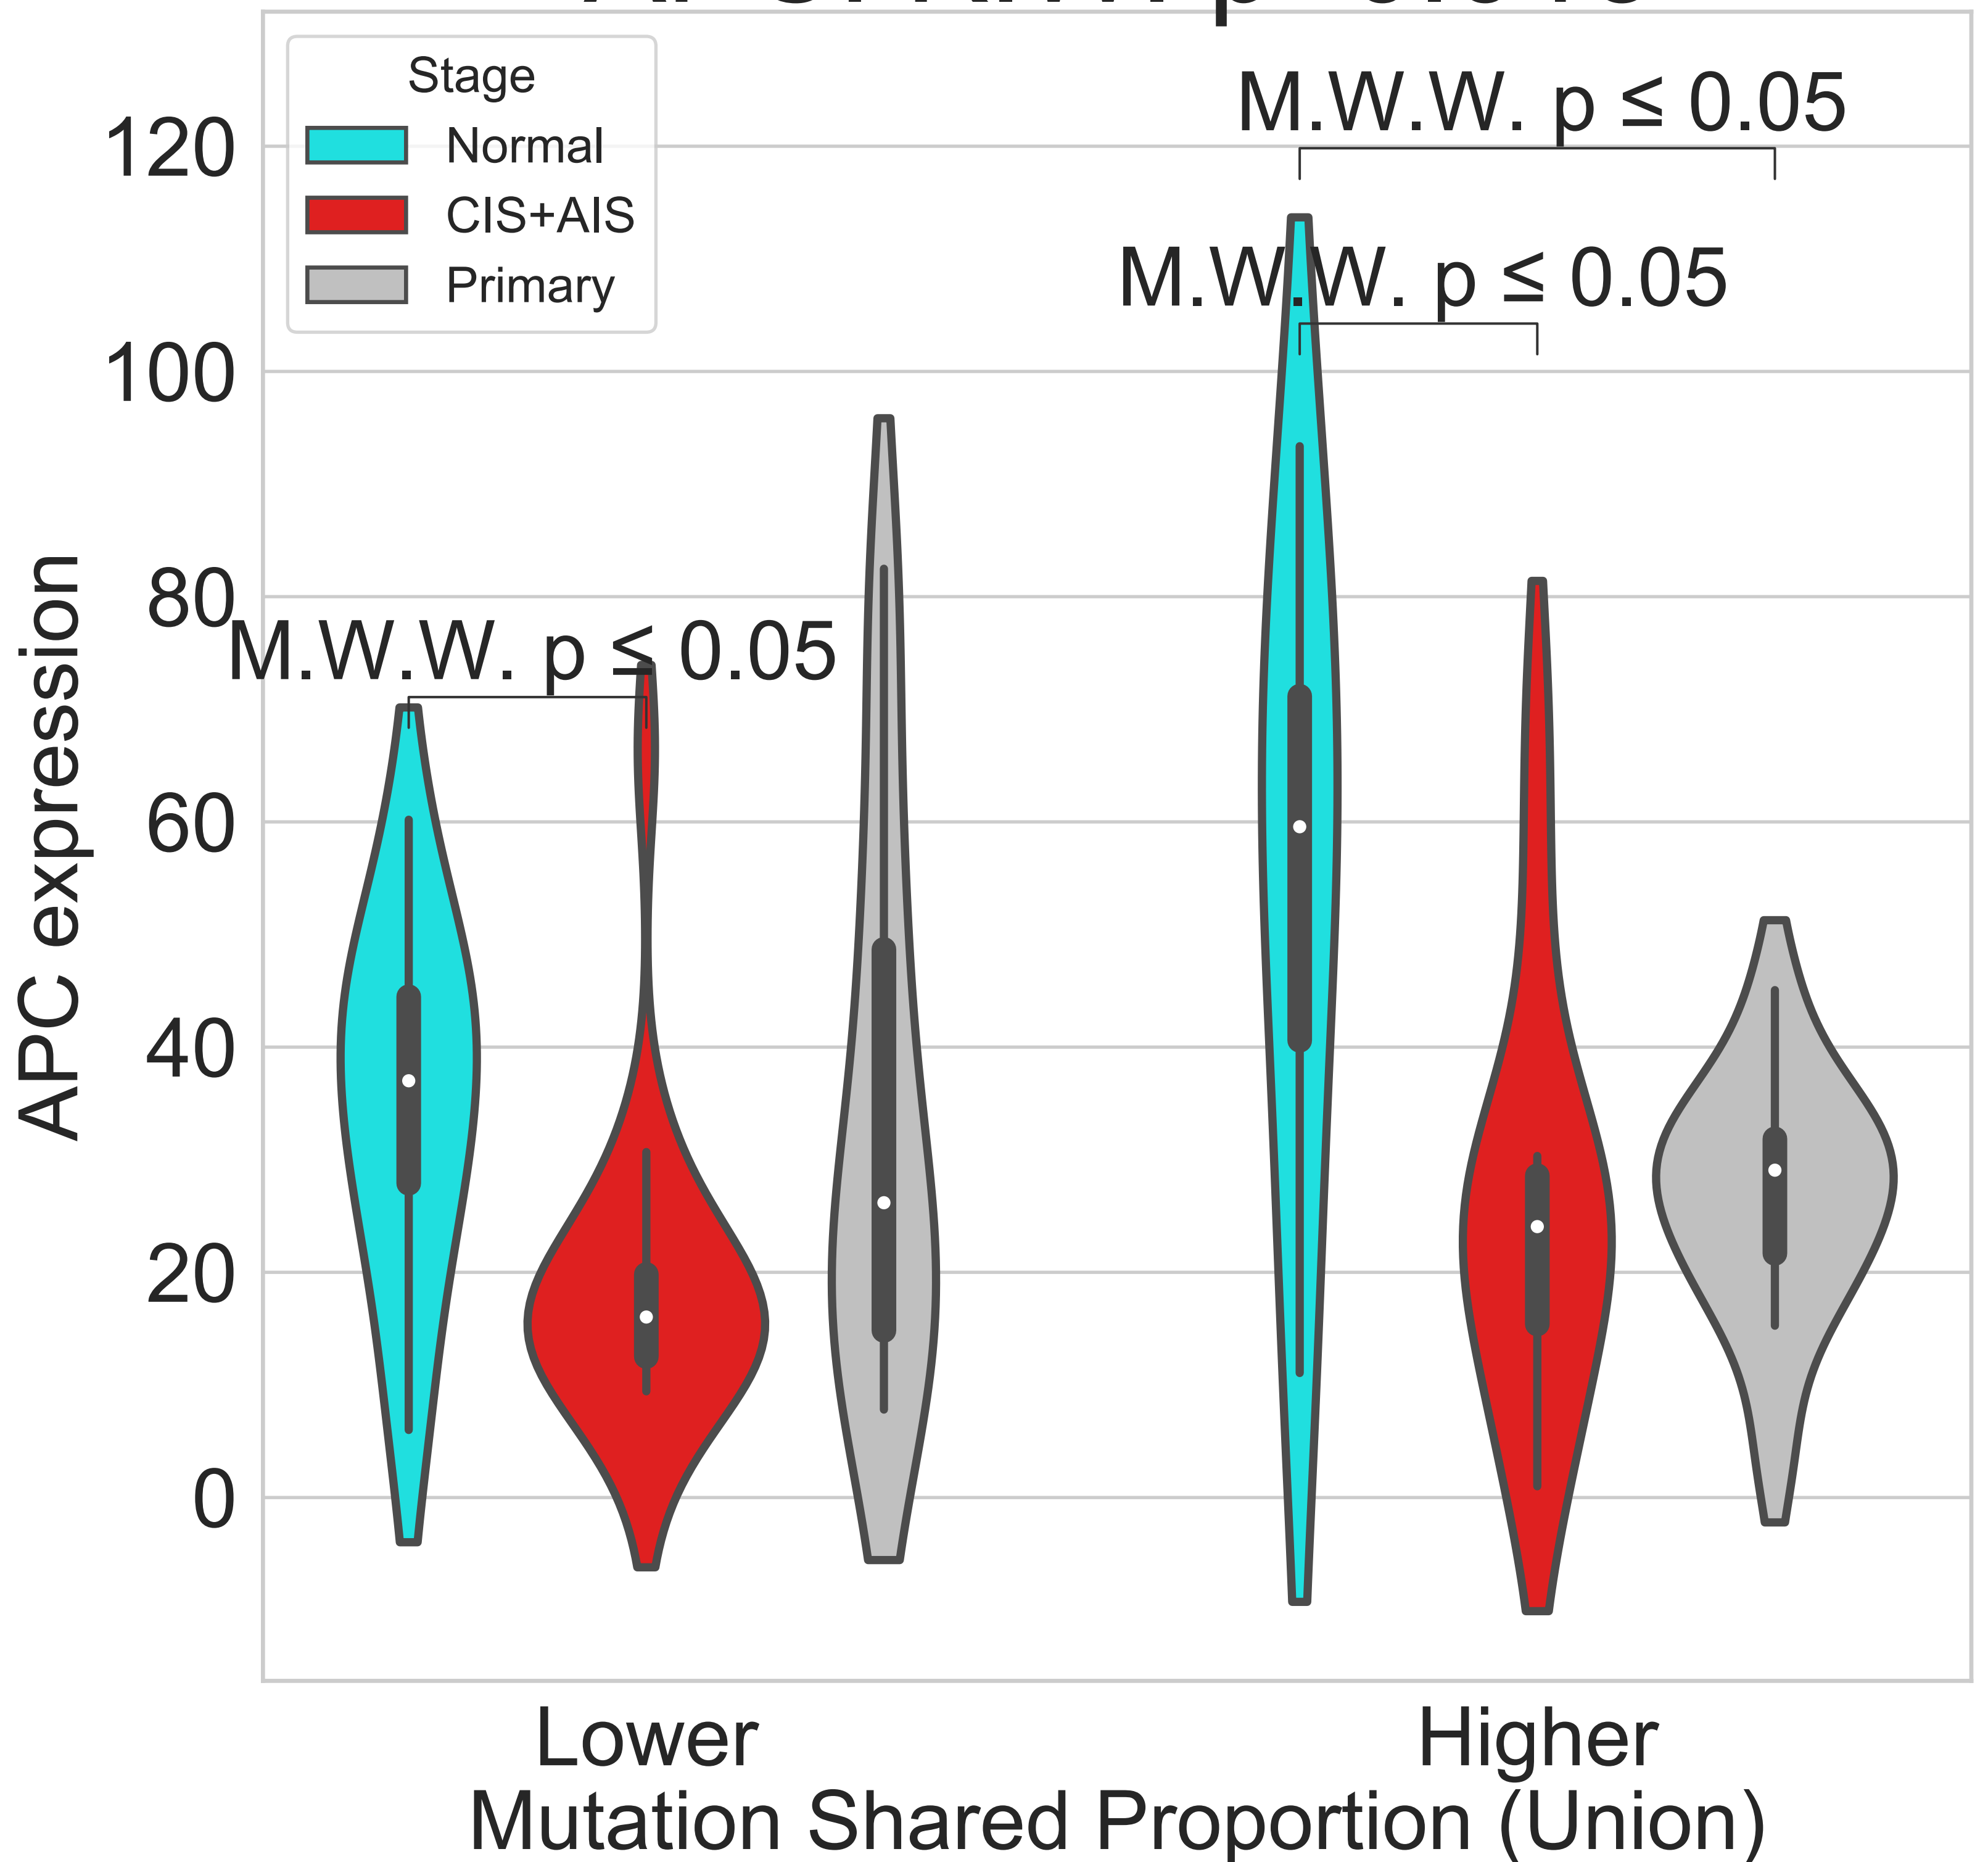 Stage
Normal
CIS+AIS
Primary
M.W.W. p ≤ 0.05
M.W.W. p ≤ 0.05
M.W.W. p ≤ 0.05
120
100
80
60
40
20
0
APC expression
Lower
Higher
Mutation Shared Proportion (Union)